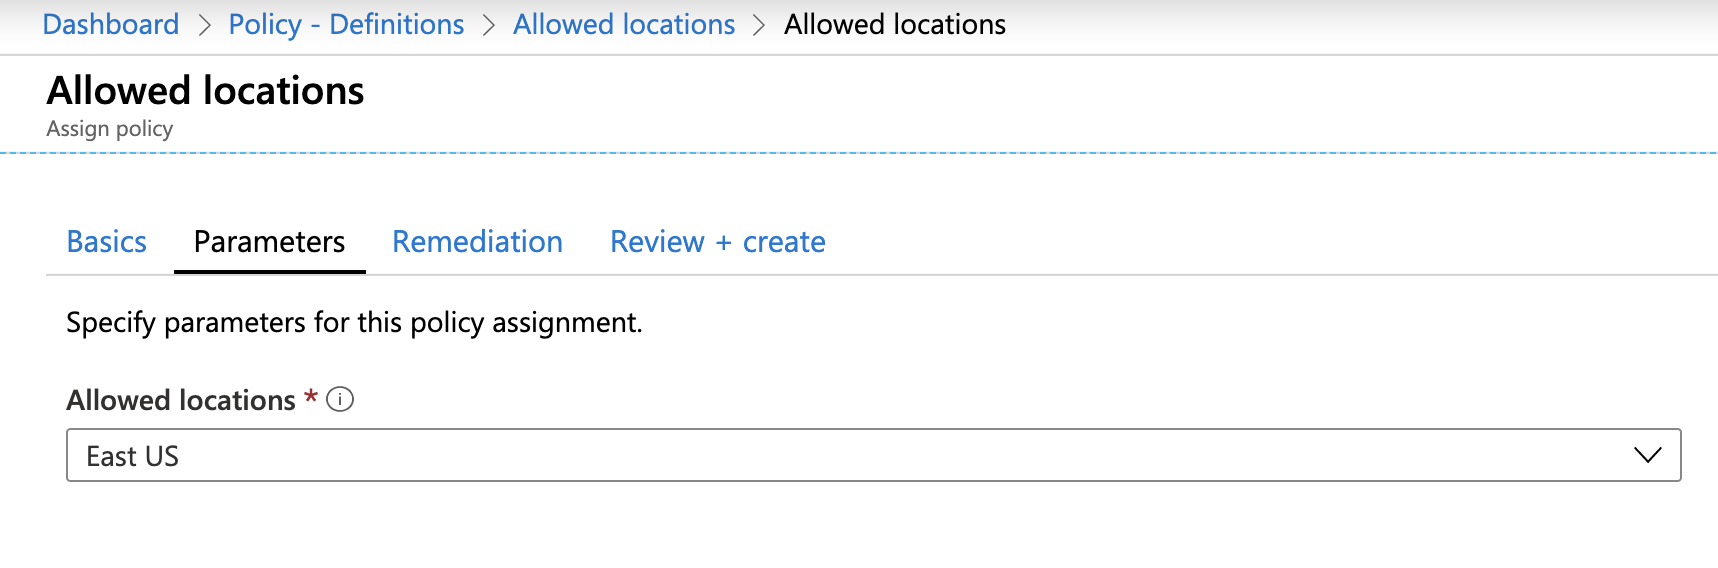 Dashboard > Policy - Definitions > Allowed locations > Allowed locations
Allowed locations
Assign policy
Basics Parameters Remediation Review + create
Specify parameters for this policy assignment.
Allowed locations * i
East US